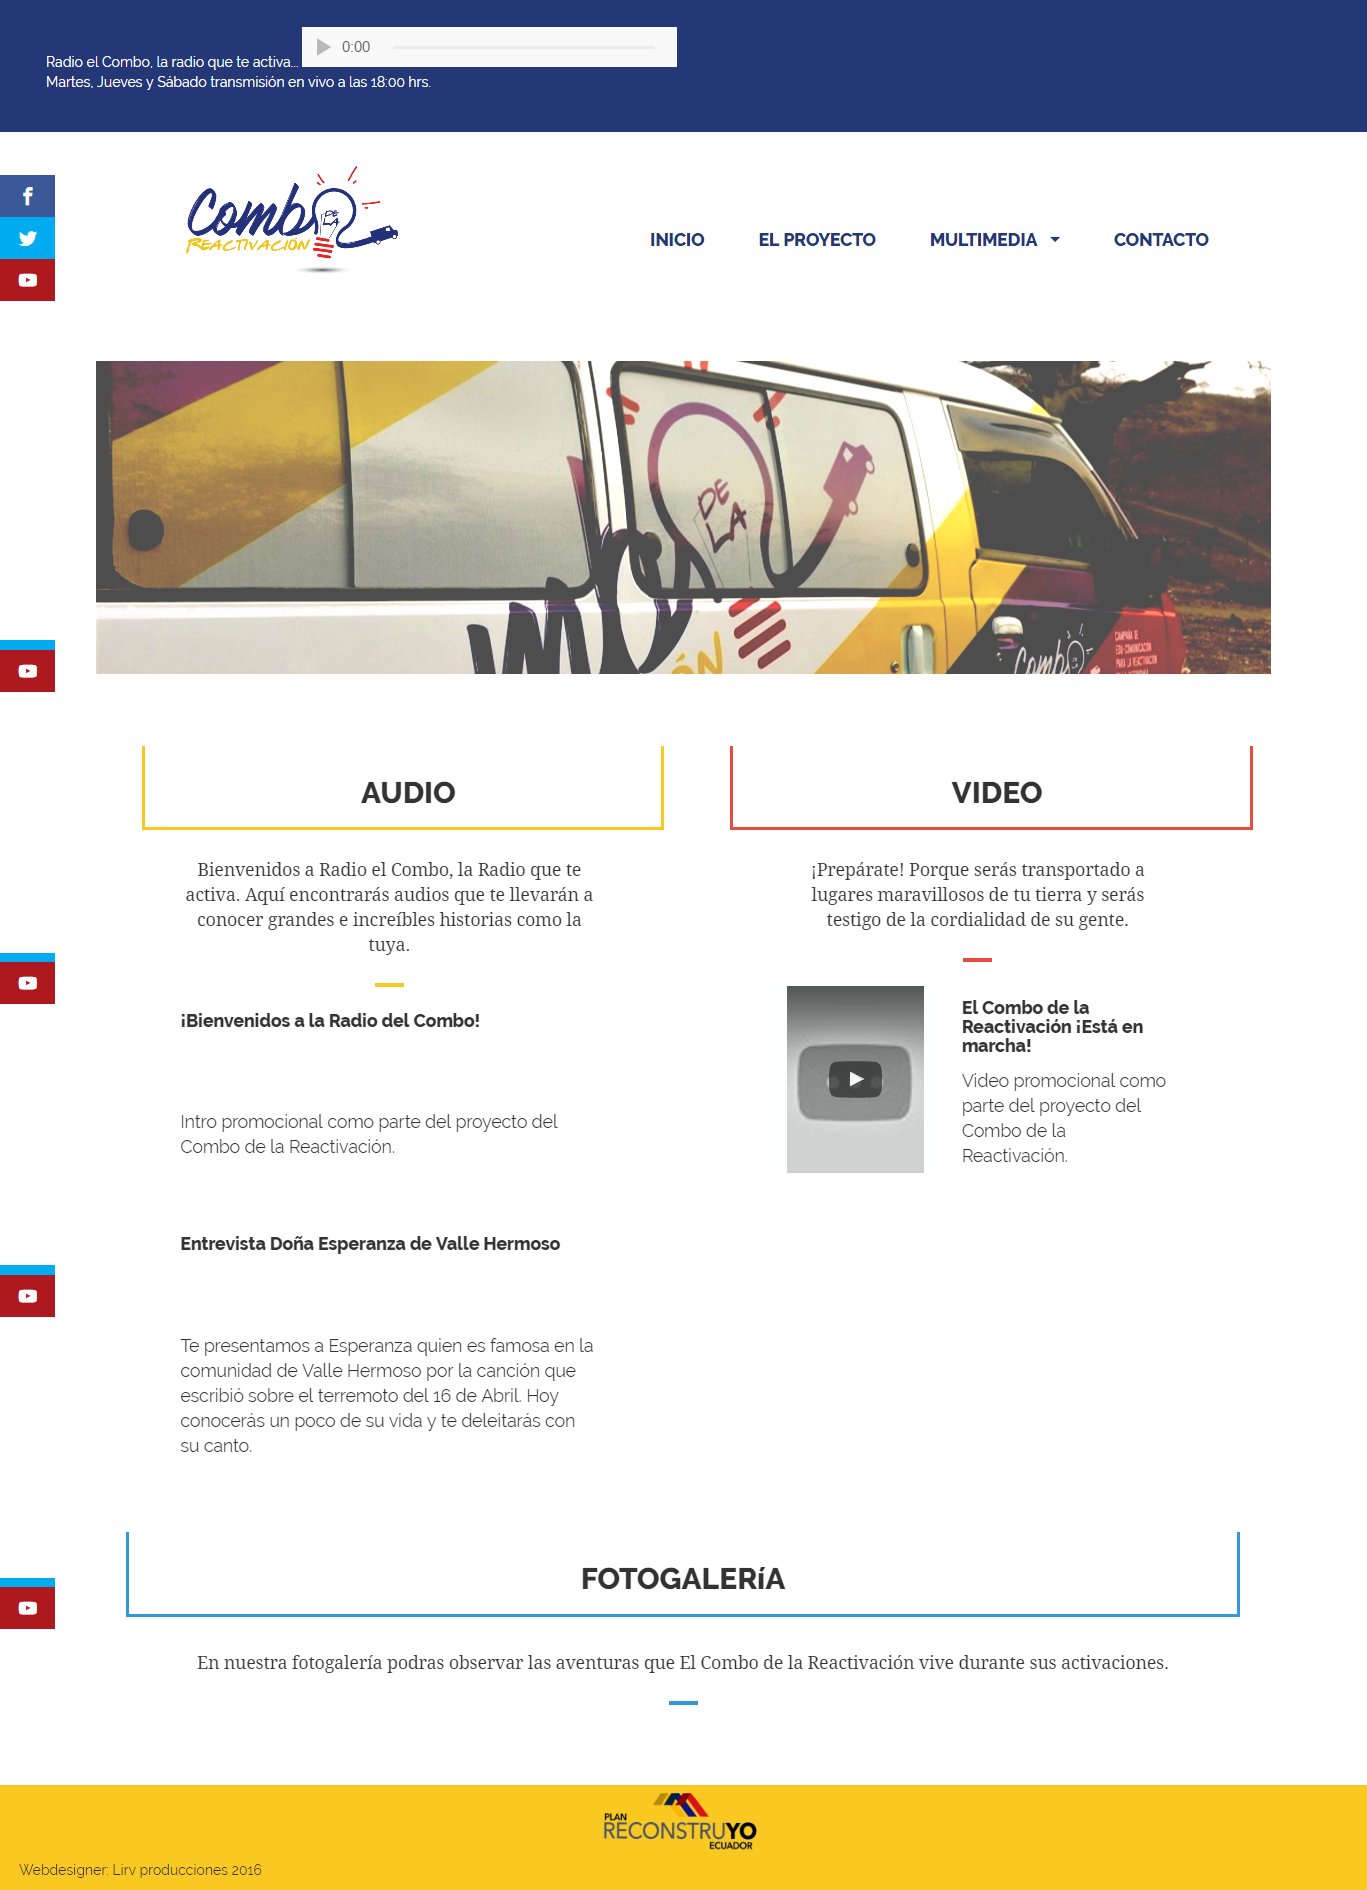 Radio el Combo, la radio que te activa...
0:00
Martes, Jueves y Sábado transmisión en vivo a las 18:00 hrs.
Combo
DE LA
REACTIVACIÓN
INICIO
EL PROYECTO
MULTIMEDIA
CONTACTO
DE
LA
Combo
CAMPAÑA DE
EDU-COMUNICACIÓN
PARA LA REACTIVACIÓN
AUDIO
Bienvenidos a Radio el Combo, la Radio que te
activa. Aquí encontrarás audios que te llevarán a
conocer grandes e increíbles historias como la
tuya.
¡Bienvenidos a la Radio del Combo!
Intro promocional como parte del proyecto del
Combo de la Reactivación.
Entrevista Doña Esperanza de Valle Hermoso
Te presentamos a Esperanza quien es famosa en la
comunidad de Valle Hermoso por la canción que
escribió sobre el terremoto del 16 de Abril. Hoy
conocerás un poco de su vida y te deleitarás con
su canto.
VIDEO
¡Prepárate! Porque serás transportado a
lugares maravillosos de tu tierra y serás
testigo de la cordialidad de su gente.
El Combo de la
Reactivación ¡Está en
marcha!
Video promocional como
parte del proyecto del
Combo de la
Reactivación.
FOTOGALERíA
En nuestra fotogalería podras observar las aventuras que El Combo de la Reactivación vive durante sus activaciones.
PLAN
RECONSTRUYO
ECUADOR
Webdesigner: Lirv producciones 2016